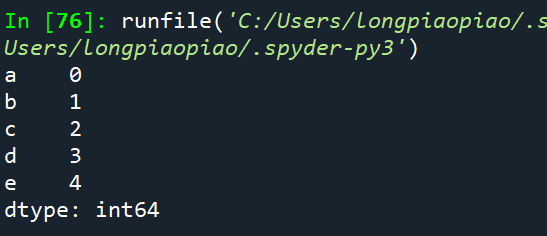 In [76]: runfile('C:/Users/longpiaopiao/.s
Users/longpiaopiao/.spyder-py3')
a    0
b    1
c    2
d    3
e    4
dtype: int64